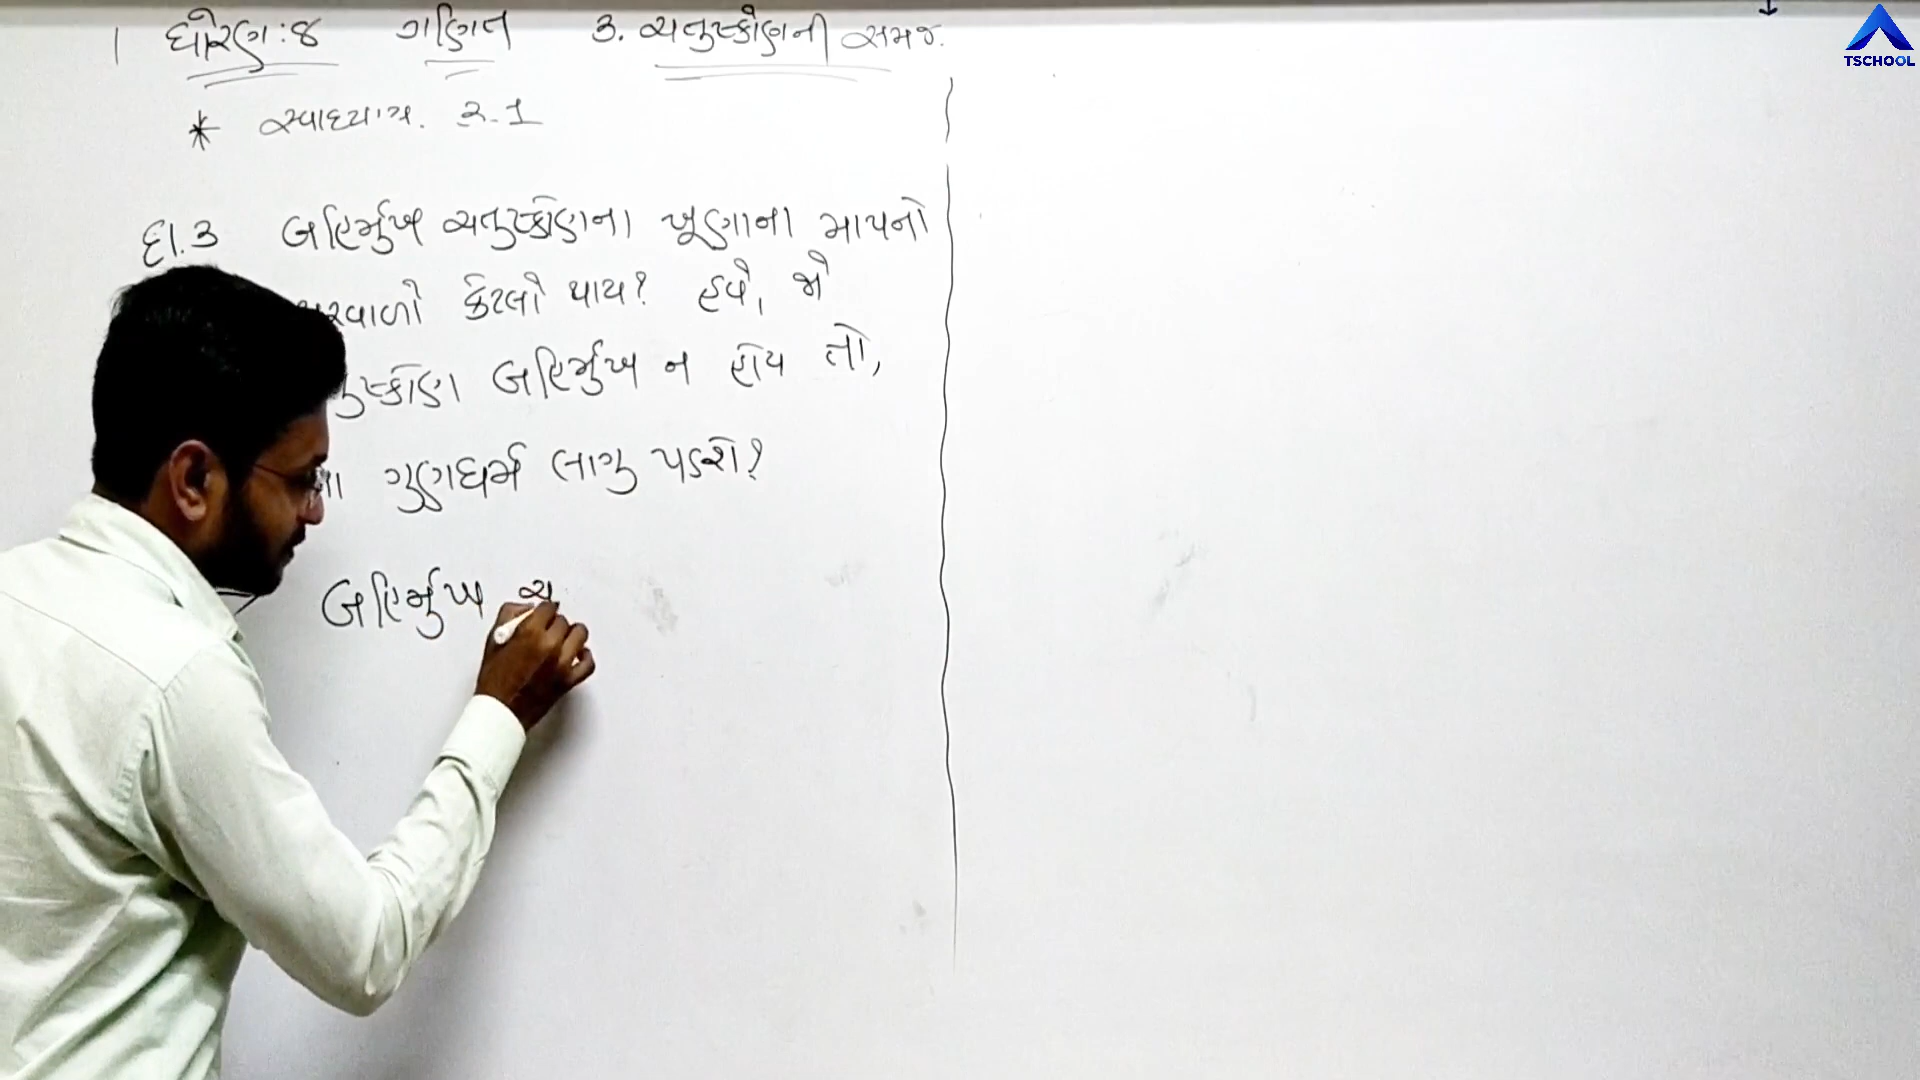 ધોરણ : ૪ ગણિત 3. ચતુષ્કોણની સમજ.
TSCHOOL
* સ્વાધ્યાય. 3.1
દા.3 બહિર્મુખ ચતુષ્કોણના ખૂણાના માપનો
સરવાળો કેટલો થાય? હવે, જો
ચતુષ્કોણ બહિર્મુખ ન હોય તો,
આ ગુણધર્મ લાગુ પડશે?
→ બહિર્મુખ ચ